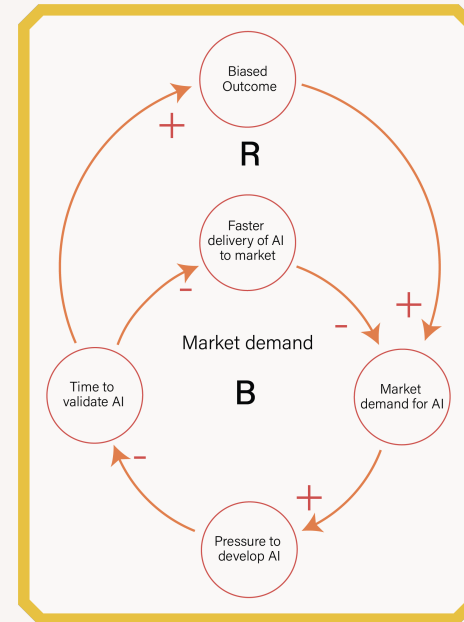 Biased
Outcome
+
R
Faster
delivery of AI
to market
-
-
+
Market demand
B
Time to
validate AI
Market
demand for AI
-
+
Pressure to
develop AI